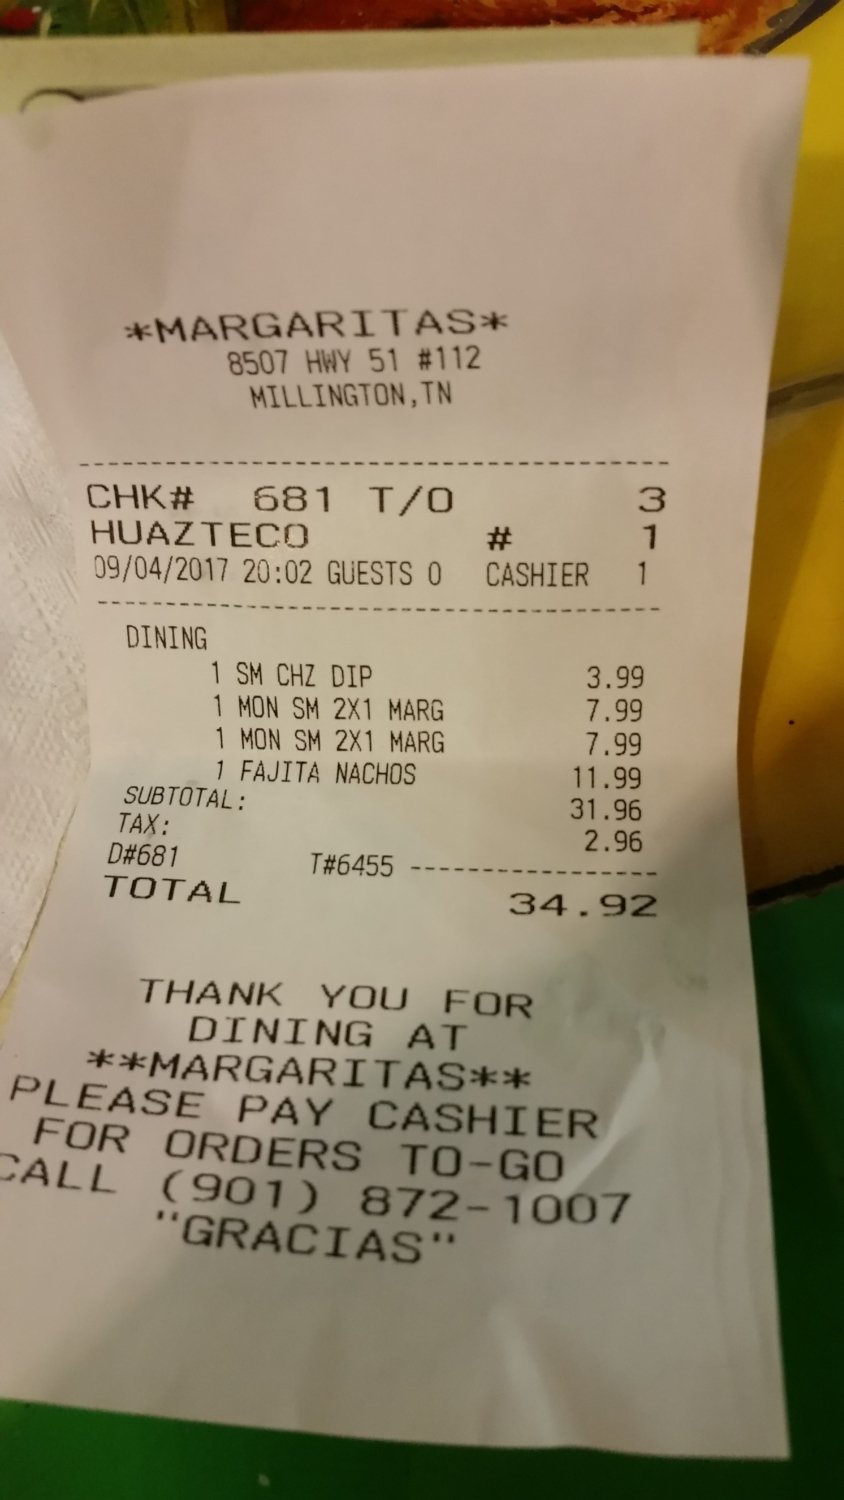 *MARGARITAS*
8507 HWY 51 #112
MILLINGTON,TN
CHK# 681 T/O 3
HUAZTECO # 1
09/04/2017 20:02 GUESTS 0 CASHIER 1
DINING
1 SM CHZ DIP 3.99
1 MON SM 2X1 MARG 7.99
1 MON SM 2X1 MARG 7.99
1 FAJITA NACHOS 11.99
SUBTOTAL: 31.96
TAX: 2.96
D#681 T#6455 -----------------
TOTAL 34.92
THANK YOU FOR
DINING AT
**MARGARITAS**
PLEASE PAY CASHIER
FOR ORDERS TO-GO
CALL (901) 872-1007
"GRACIAS"